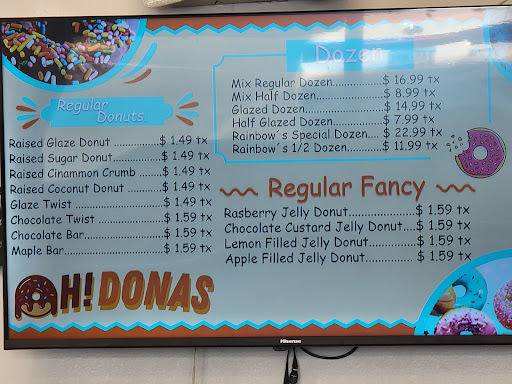 Regular
Donuts
Raised Glaze Donut ..............$ 1.49 tx
Raised Sugar Donut..............$ 1.49 tx
Raised Cinammon Crumb .......$ 1.49 tx
Raised Coconut Donut ..........$ 1.49 tx
Glaze Twist ..........................$ 1.49 tx
Chocolate Twist ...................$ 1.59 tx
Chocolate Bar.......................$ 1.59 tx
Maple Bar.............................$ 1.59 tx
OH! DONAS
Dozen
Mix Regular Dozen...............$ 16.99 tx
Mix Half Dozen....................$ 8.99 tx
Glazed Dozen.......................$ 14.99 tx
Half Glazed Dozen...............$ 7.99 tx
Rainbow´s Special Dozen.... $ 22.99 tx
Rainbow´s 1/2 Dozen...........$ 11.99 tx
Regular Fancy
Rasberry Jelly Donut..................$ 1.59 tx
Chocolate Custard Jelly Donut...$ 1.59 tx
Lemon Filled Jelly Donut.............$ 1.59 tx
Apple Filled Jelly Donut..............$ 1.59 tx
Hisense